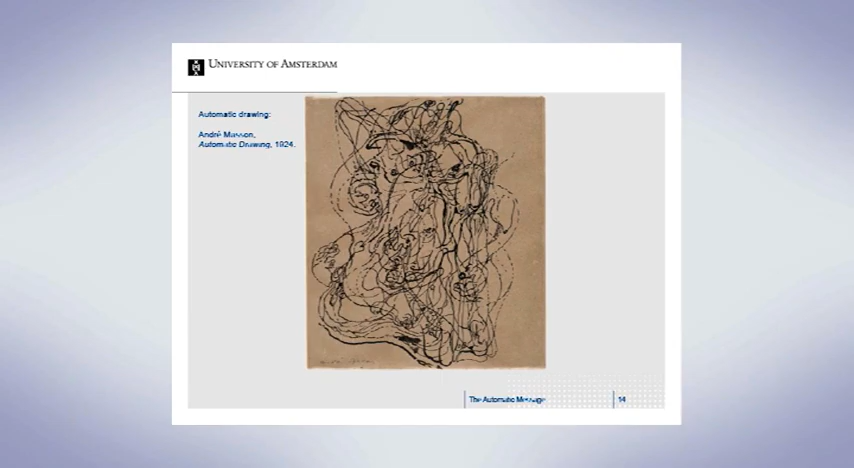 UNIVERSITY OF AMSTERDAM
Automatic drawing:
André Masson,
Automatic Drawing, 1924.
The Automatic Message
14